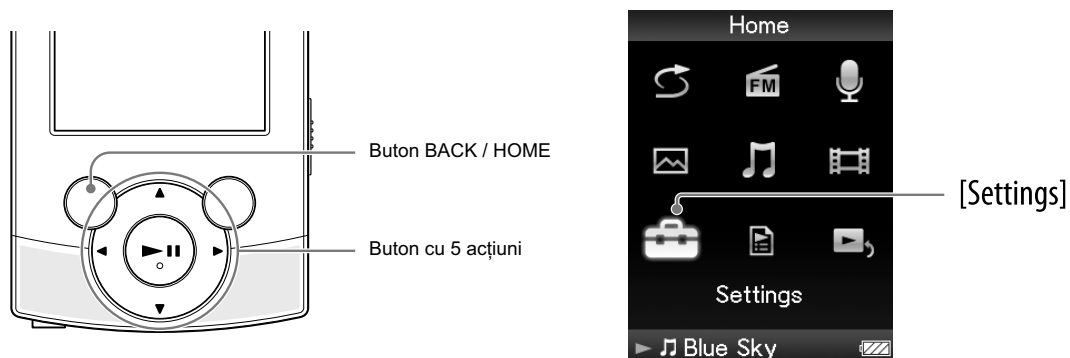 Home
FM
Buton BACK / HOME
[Settings]
Buton cu 5 acțiuni
Settings
Blue Sky